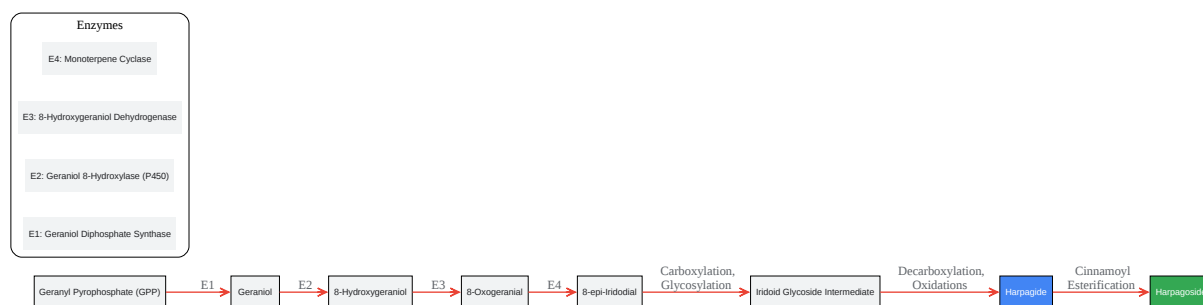 Enzymes
E4: Monoterpene Cyclase
E3: 8-Hydroxygeraniol Dehydrogenase
E2: Geraniol 8-Hydroxylase (P450)
E1: Geraniol Diphosphate Synthase
Geranyl Pyrophosphate (GPP)
E1
Geraniol
E2
8-Hydroxygeraniol
E3
8-Oxogeranial
E4
8-epi-Iridodial
Carboxylation,
Glycosylation
Iridoid Glycoside Intermediate
Decarboxylation,
Oxidations
Harpagide
Cinnamoyl
Esterification
Harpagoside